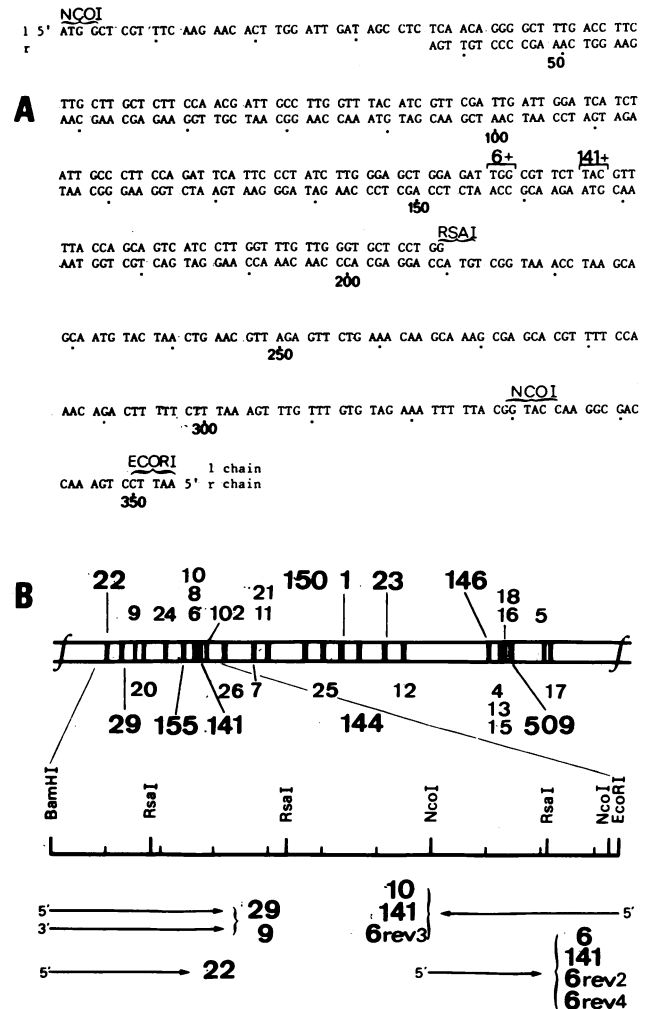 NCOI
l 5' ATG GCT CGT TTC AAG AAC ACT TGG ATT GAT AGC CTC TCA ACA GGG GCT TTG ACC TTC
r AGT TGT CCC CGA AAC TGG AAG
50
A
TTG CTT GCT CTT CCA ACG ATT GCC TTG GTT TAC ATC GTT CGA TTG ATT GGA TCA TCT
AAC GAA CGA GAA GGT TGC TAA CGG AAC CAA ATG TAG CAA GCT AAC TAA CCT AGT AGA
100
6+ 141+
ATT GCC CTT CCA GAT TCA TTC CCT ATC TTG GGA GCT GGA GAT TGG CGT TCT TAC GTT
TAA CGG GAA GGT CTA AGT AAG GGA TAG AAC CCT CGA CCT CTA ACC GCA AGA ATG CAA
150
RSAI
TTA CCA GCA GTC ATC CTT GGT TTG TTG GGT GCT CCT GG
AAT GGT CGT CAG TAG GAA CCA AAC AAC CCA CGA GGA CCA TGT CGG TAA ACC TAA GCA
200
GCA ATG TAC TAA CTG AAC GTT AGA GTT CTG AAA CAA GCA AAG CGA GCA CGT TTT CCA
250
NCOI
AAC AGA CTT TTT CTT TAA AGT TTG TTT GTG TAG AAA TTT TTA CGG TAC CAA GGC GAC
300
ECORI
CAA AGT CCT TAA 5' l chain
r chain
350
B
22 10 150 1 23 146
8 21 18
9 24 6 102 11 16 5
20 26 7 25 12 4 17
29 155 141 144 13 509
15
BamHI RsaI RsaI NcoI RsaI NcoI EcoRI
5' 29
3' 9
5' 22
10
141
6rev3
5'
5' 6
141
6rev2
6rev4